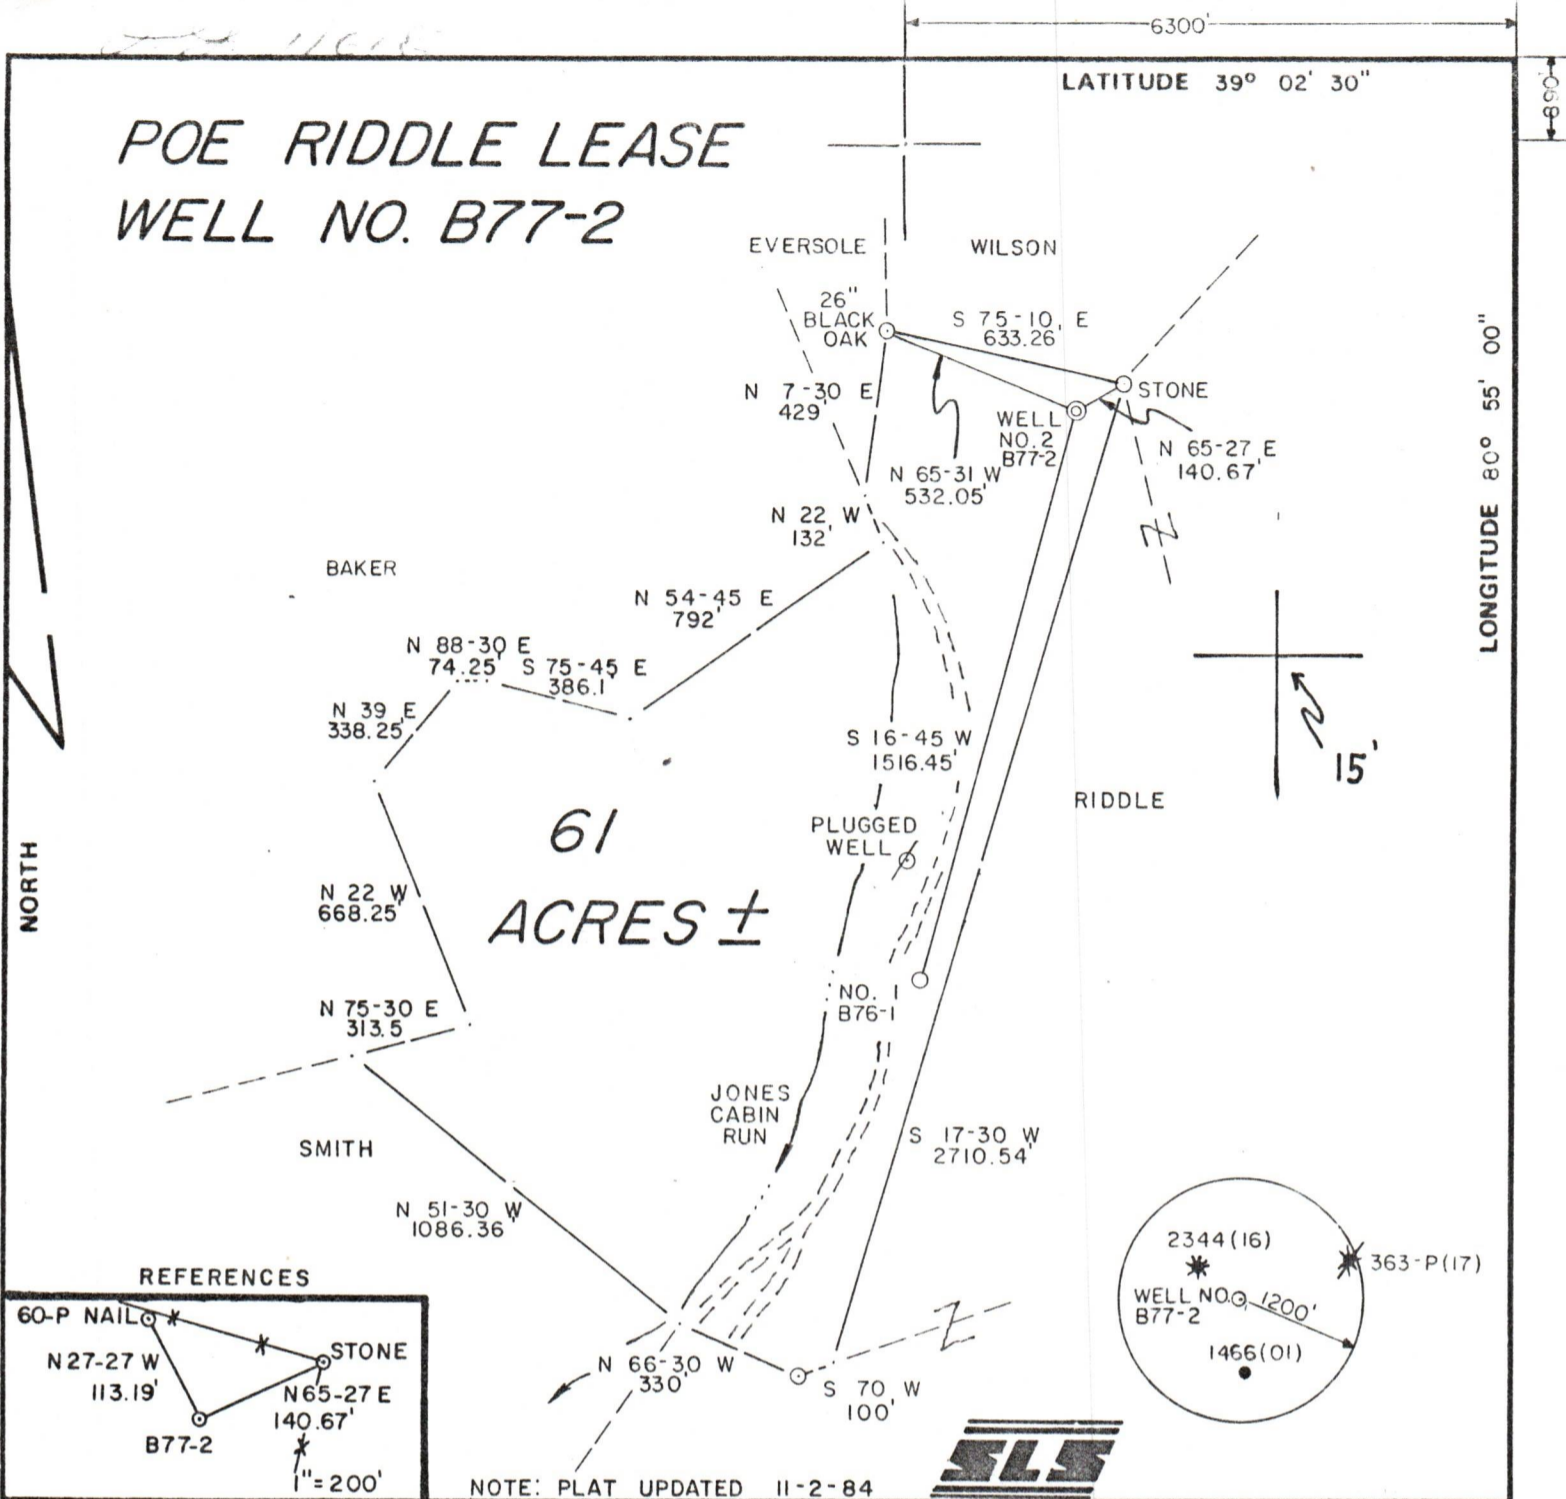 6300'
LATITUDE 39° 02' 30"
890'
POE RIDDLE LEASE
WELL NO. B77-2
EVERSOLE
WILSON
26"
BLACK
OAK
S 75-10 E
633.26'
STONE
N 7-30 E
429'
WELL
NO. 2
B77-2
N 65-31 W
532.05'
N 65-27 E
140.67'
LONGITUDE 80° 55' 00"
N 22 W
132'
BAKER
N 54-45 E
792'
N 88-30 E
74.25'
S 75-45 E
386.1'
N 39 E
338.25'
S 16-45 W
1516.45'
15'
RIDDLE
PLUGGED
WELL
61
ACRES ±
NORTH
N 22 W
668.25'
NO. 1
B76-1
N 75-30 E
313.5
JONES
CABIN
RUN
SMITH
S 17-30 W
2710.54'
N 51-30 W
1086.36'
2344(16)
363-P(17)
WELL NO.
B77-2
1200'
1466(01)
REFERENCES
60-P NAIL
STONE
N 27-27 W
113.19'
N 65-27 E
140.67'
B77-2
1"=200'
N 66-30 W
330'
S 70 W
100'
SLS
NOTE: PLAT UPDATED 11-2-84